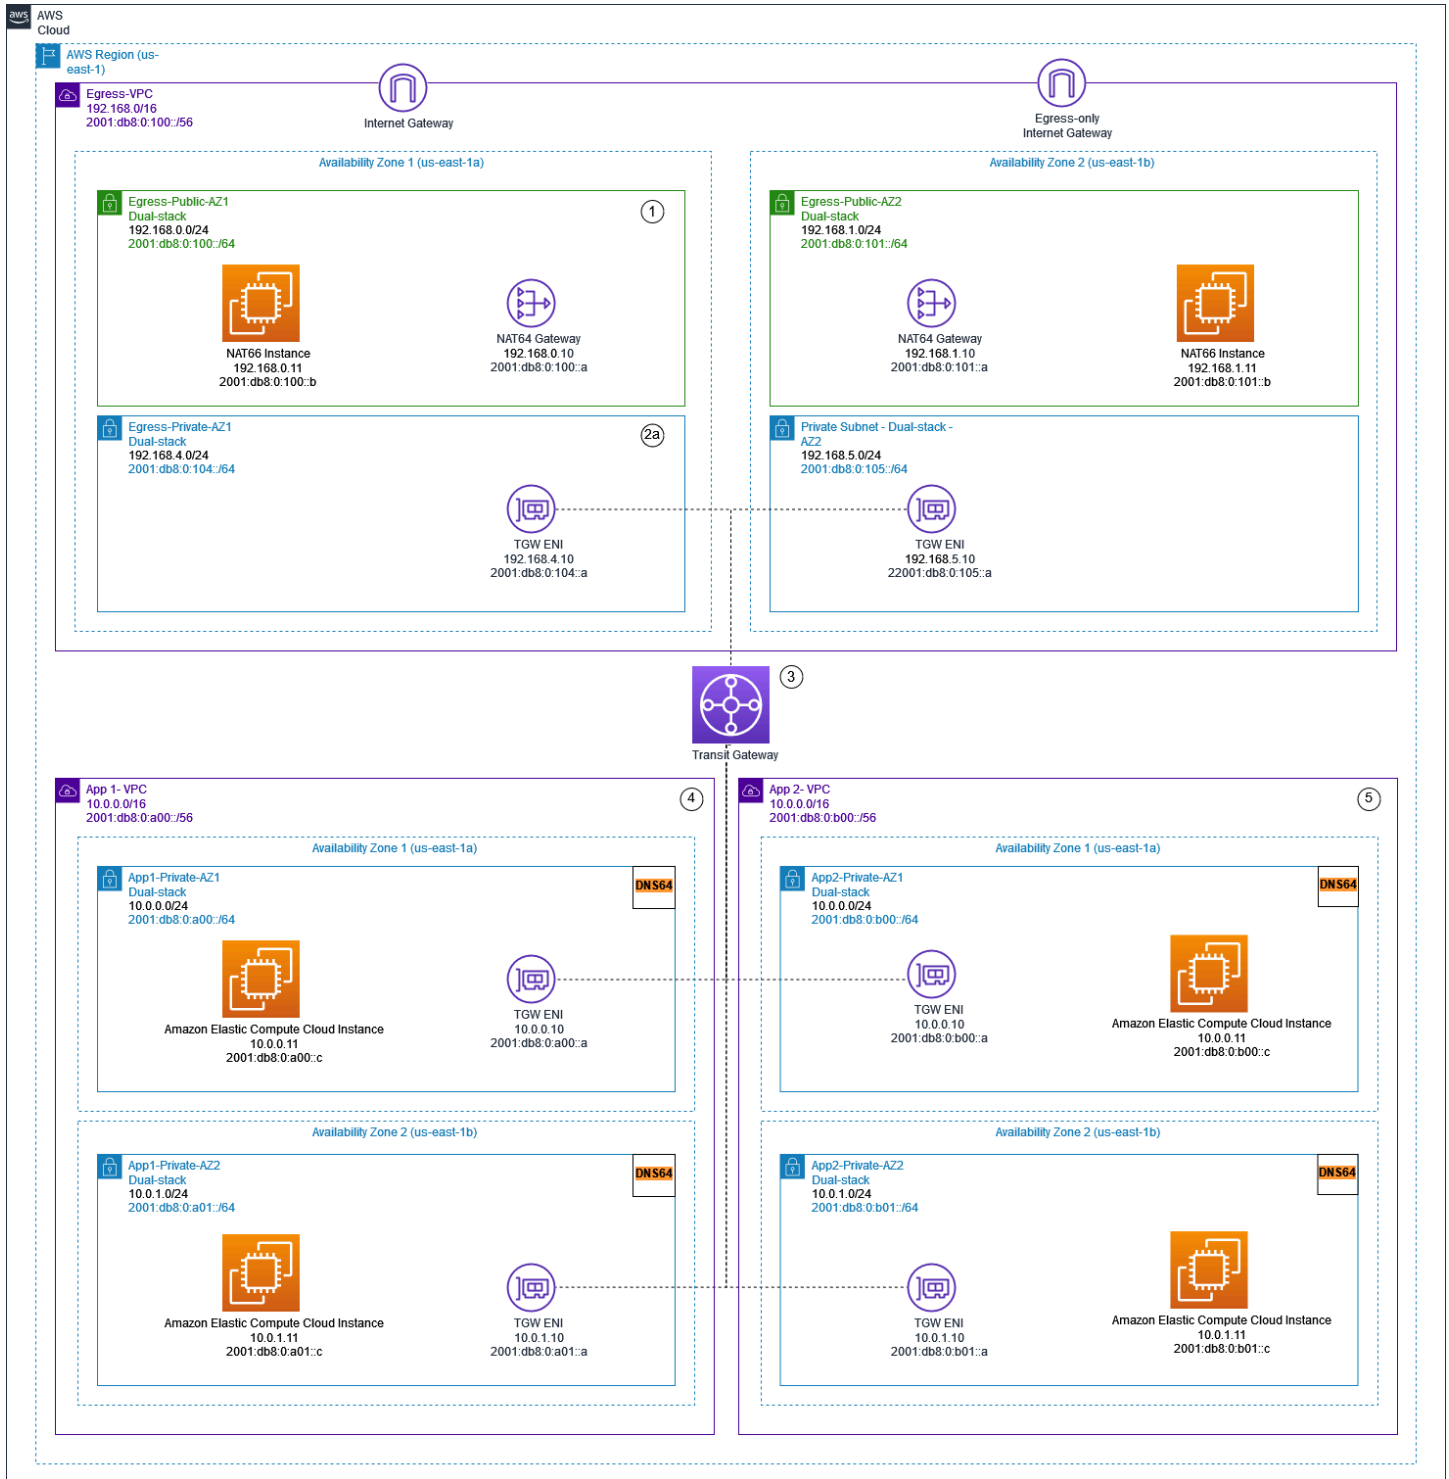 aws
AWS
Cloud
AWS Region (us-
east-1)
Egress-VPC
192.168.0/16
2001:db8:0:100::/56
Internet Gateway
Egress-only
Internet Gateway
Availability Zone 1 (us-east-1a)
Egress-Public-AZ1
Dual-stack
192.168.0.0/24
2001:db8:0:100::/64
1
NAT66 Instance
192.168.0.11
2001:db8:0:100::b
NAT64 Gateway
192.168.0.10
2001:db8:0:100::a
Egress-Private-AZ1
Dual-stack
192.168.4.0/24
2001:db8:0:104::/64
2a
TGW ENI
192.168.4.10
2001:db8:0:104::a
Availability Zone 2 (us-east-1b)
Egress-Public-AZ2
Dual-stack
192.168.1.0/24
2001:db8:0:101::/64
NAT64 Gateway
192.168.1.10
2001:db8:0:101::a
NAT66 Instance
192.168.1.11
2001:db8:0:101::b
Private Subnet - Dual-stack -
AZ2
192.168.5.0/24
2001:db8:0:105::/64
TGW ENI
192.168.5.10
22001:db8:0:105::a
3
Transit Gateway
App 1- VPC
10.0.0.0/16
2001:db8:0:a00::/56
4
Availability Zone 1 (us-east-1a)
App1-Private-AZ1
Dual-stack
10.0.0.0/24
2001:db8:0:a00::/64
DNS64
Amazon Elastic Compute Cloud Instance
10.0.0.11
2001:db8:0:a00::c
TGW ENI
10.0.0.10
2001:db8:0:a00::a
Availability Zone 2 (us-east-1b)
App1-Private-AZ2
Dual-stack
10.0.1.0/24
2001:db8:0:a01::/64
DNS64
Amazon Elastic Compute Cloud Instance
10.0.1.11
2001:db8:0:a01::c
TGW ENI
10.0.1.10
2001:db8:0:a01::a
App 2- VPC
10.0.0.0/16
2001:db8:0:b00::/56
5
Availability Zone 1 (us-east-1a)
App2-Private-AZ1
Dual-stack
10.0.0.0/24
2001:db8:0:b00::/64
DNS64
TGW ENI
10.0.0.10
2001:db8:0:b00::a
Amazon Elastic Compute Cloud Instance
10.0.0.11
2001:db8:0:b00::c
Availability Zone 2 (us-east-1b)
App2-Private-AZ2
Dual-stack
10.0.1.0/24
2001:db8:0:b01::/64
DNS64
TGW ENI
10.0.1.10
2001:db8:0:b01::a
Amazon Elastic Compute Cloud Instance
10.0.1.11
2001:db8:0:b01::c